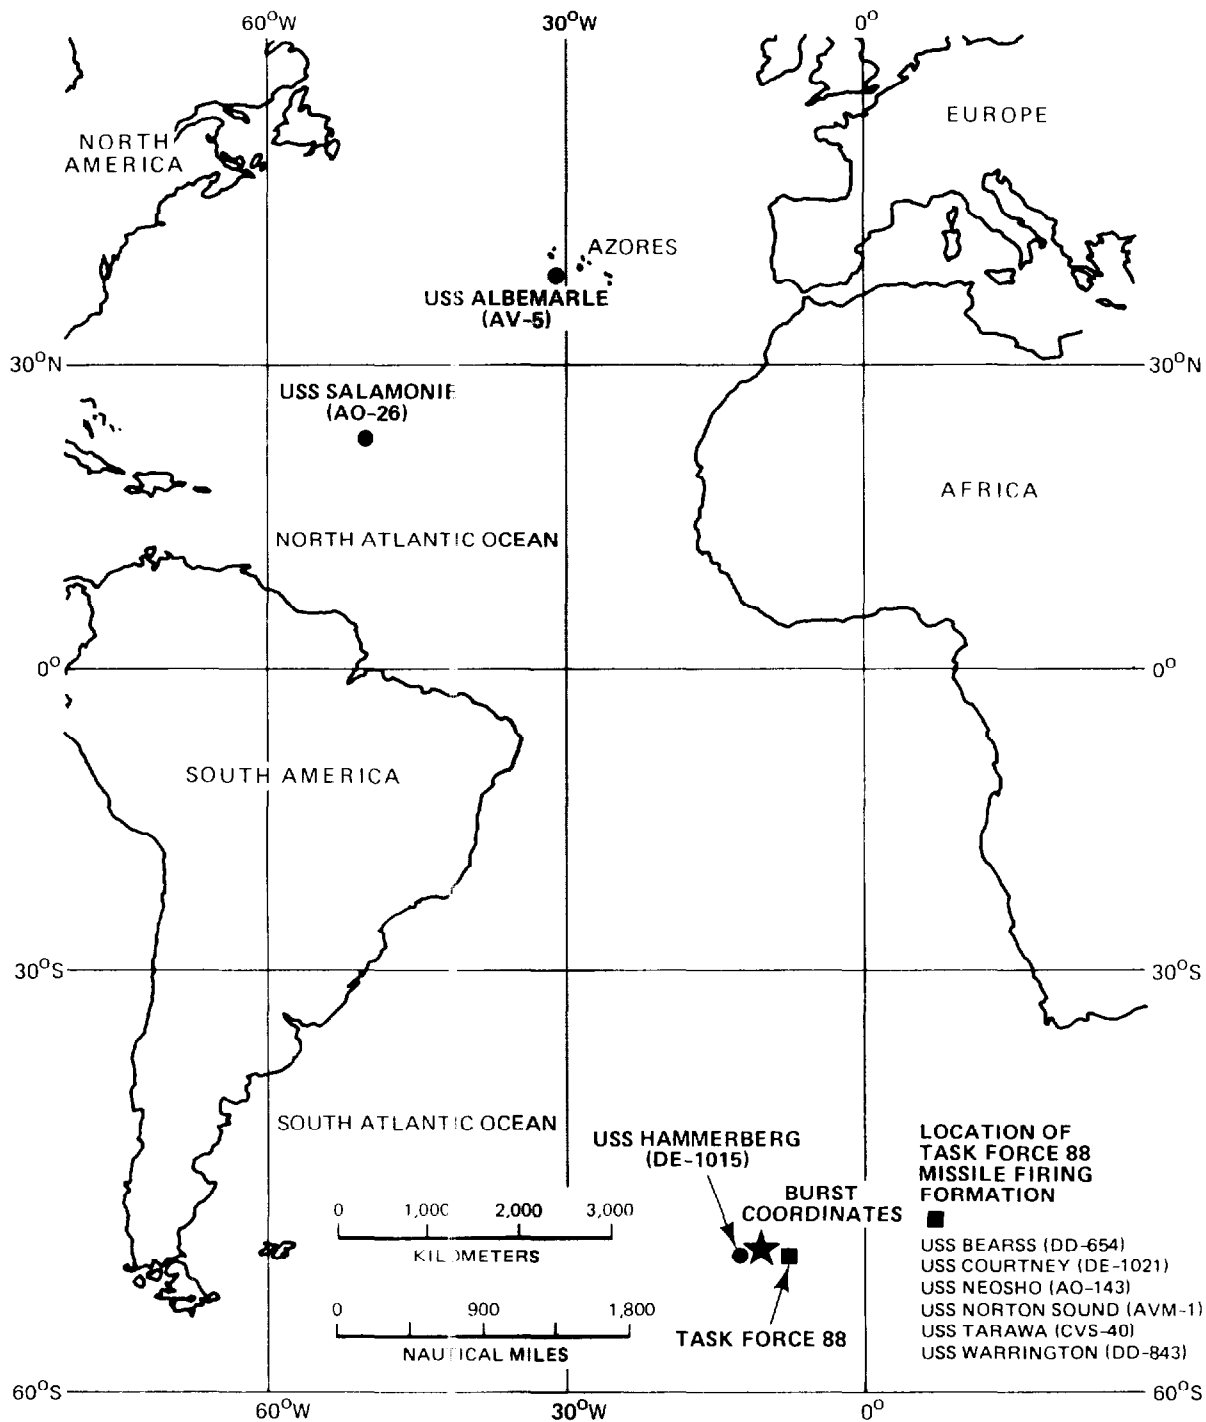 60°W 30°W 0°
NORTH
AMERICA
EUROPE
AZORES
USS ALBEMARLE
(AV-5)
30°N 30°N
USS SALAMONIE
(AO-26)
AFRICA
NORTH ATLANTIC OCEAN
0° 0°
SOUTH AMERICA
30°S 30°S
SOUTH ATLANTIC OCEAN
USS HAMMERBERG
(DE-1015)
BURST
COORDINATES
LOCATION OF
TASK FORCE 88
MISSILE FIRING
FORMATION
0 1,000 2,000 3,000
KILOMETERS
0 900 1,800
NAUTICAL MILES
TASK FORCE 88
USS BEARSS (DD-654)
USS COURTNEY (DE-1021)
USS NEOSHO (AO-143)
USS NORTON SOUND (AVM-1)
USS TARAWA (CVS-40)
USS WARRINGTON (DD-843)
60°S 60°S
60°W 30°W 0°